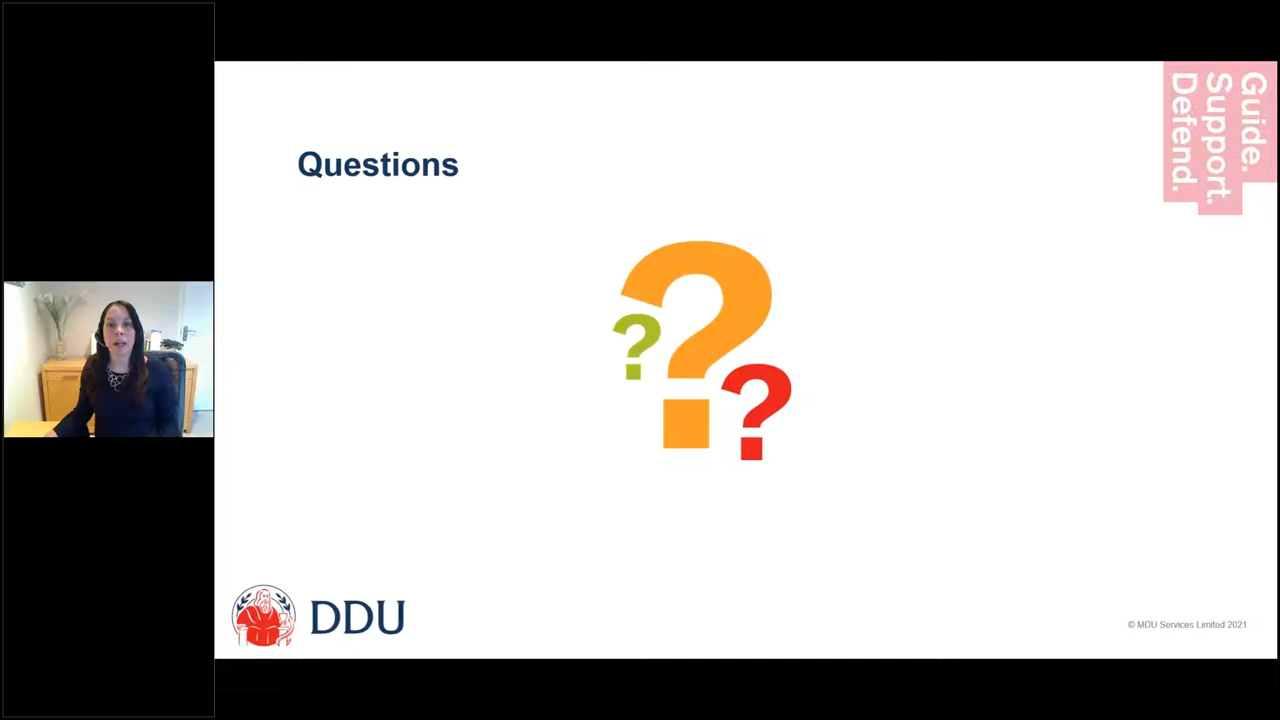 Guide.
Support.
Defend.
Questions
?
?
?
DDU
© MDU Services Limited 2021